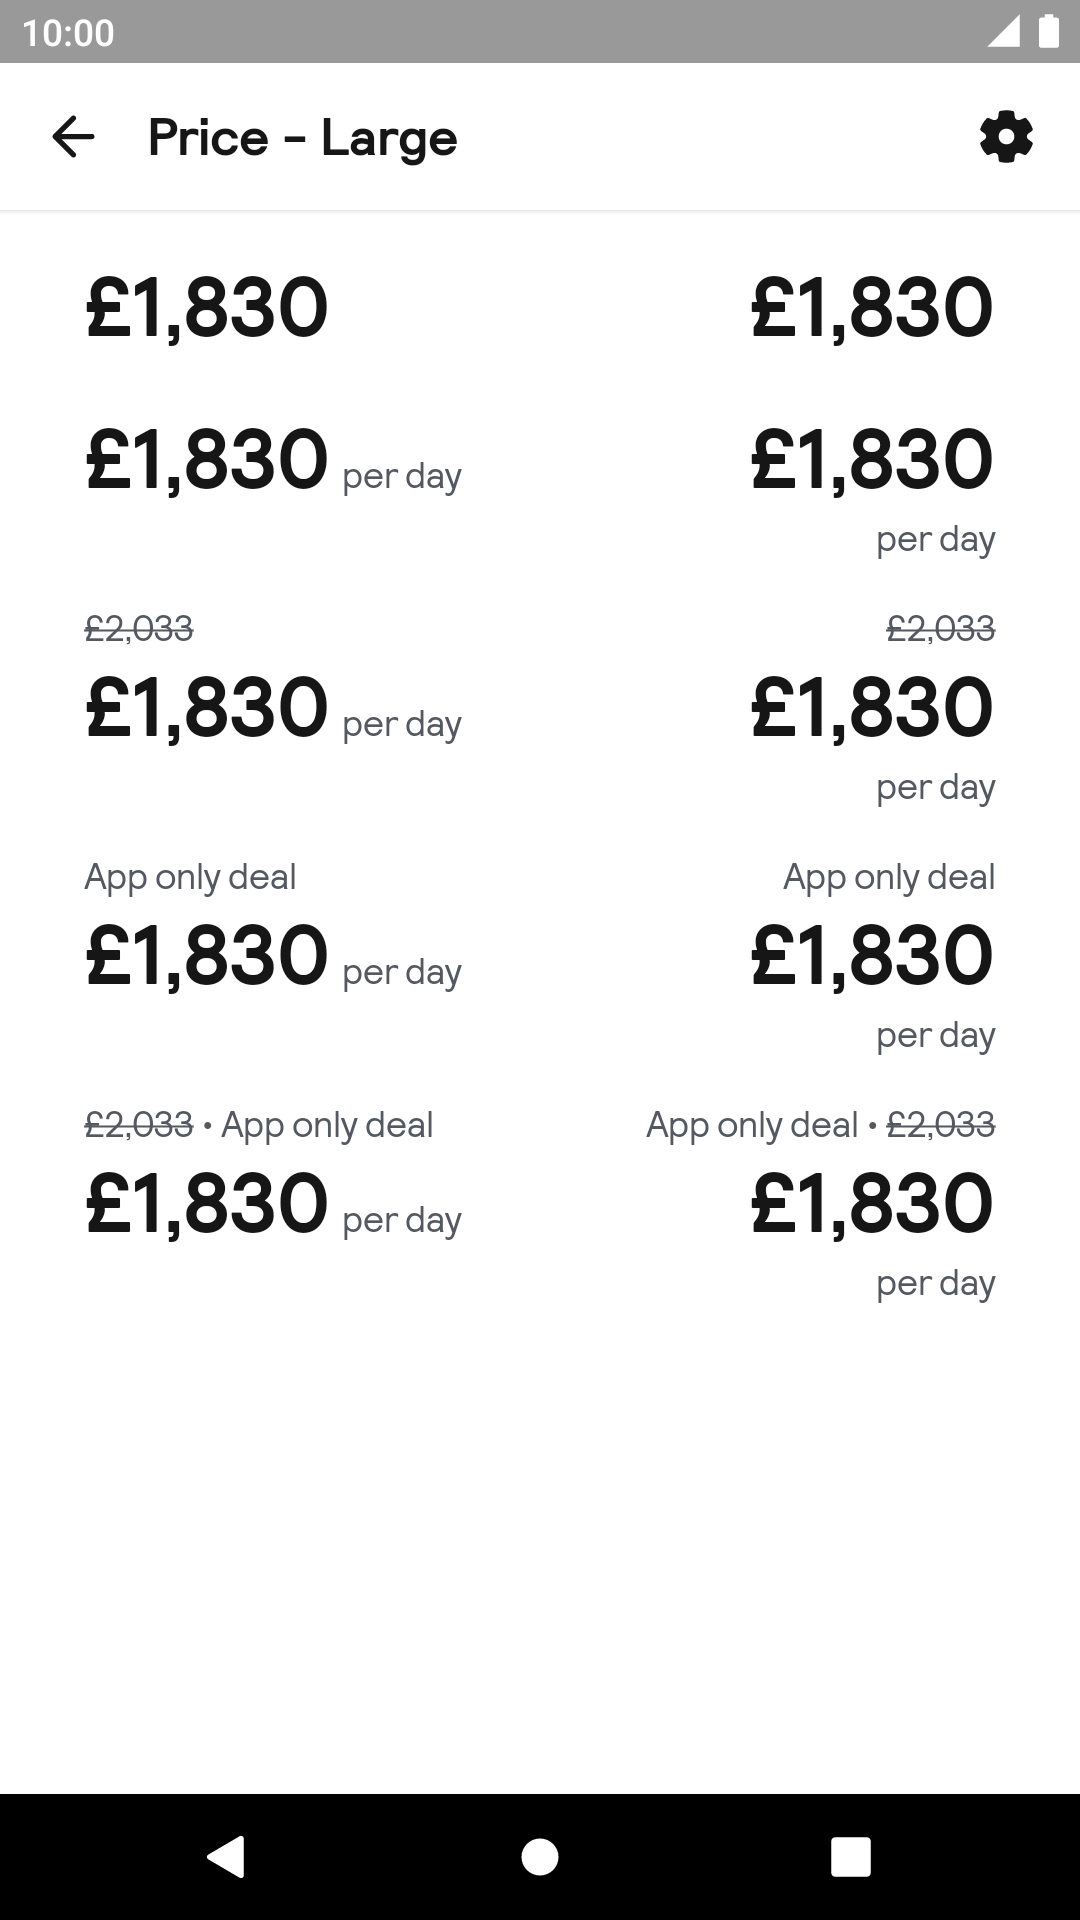 10:00
Price - Large
£1,830 £1,830
£1,830 per day £1,830
per day
£2,033 £2,033
£1,830 per day £1,830
per day
App only deal App only deal
£1,830 per day £1,830
per day
£2,033 • App only deal App only deal • £2,033
£1,830 per day £1,830
per day